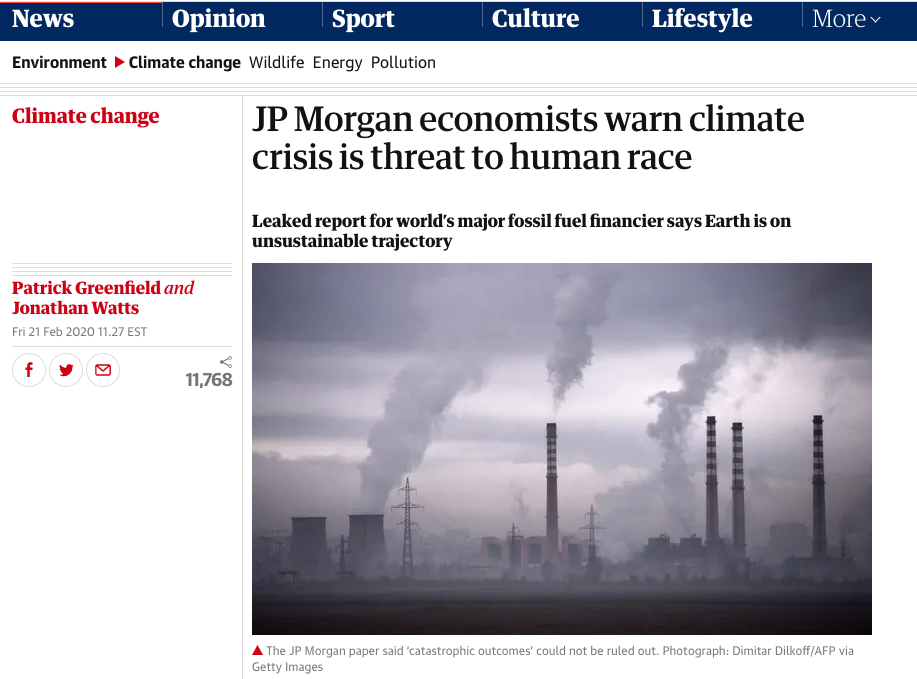 News
Opinion
Sport
Culture
Lifestyle
More
Environment Climate change Wildlife Energy Pollution
Climate change
JP Morgan economists warn climate
crisis is threat to human race
Leaked report for world's major fossil fuel financier says Earth is on
unsustainable trajectory
Patrick Greenfield and
Jonathan Watts
Fri 21 Feb 2020 11.27 EST
11,768
The JP Morgan paper said ‘catastrophic outcomes’ could not be ruled out. Photograph: Dimitar Dilkoff/AFP via
Getty Images